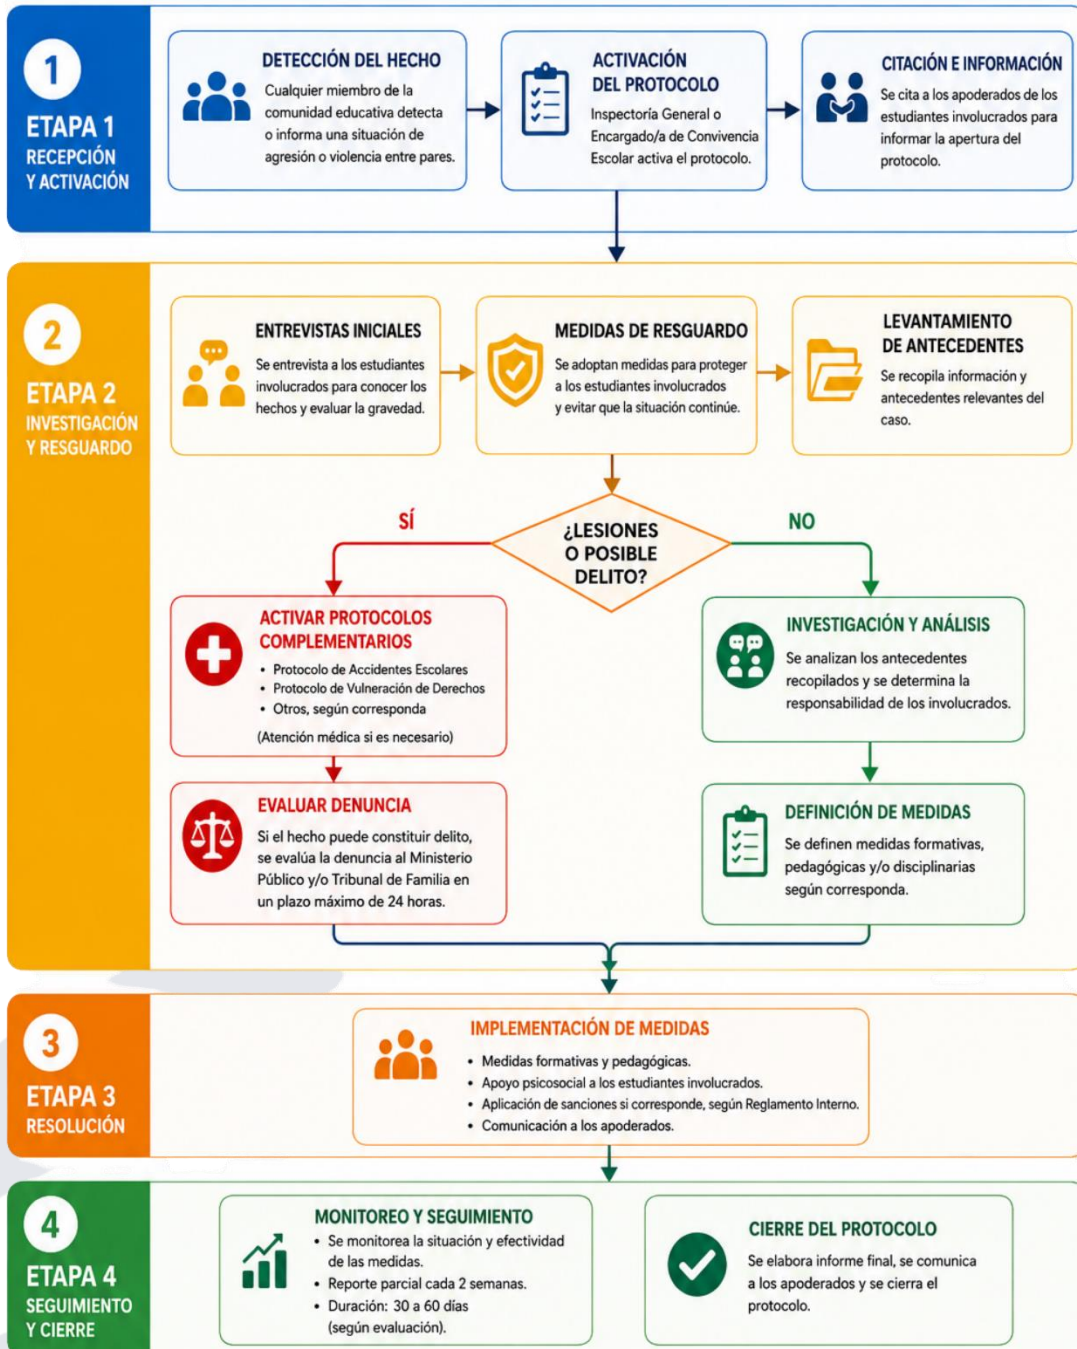 1
ETAPA 1
RECEPCIÓN
Y ACTIVACIÓN
DETECCIÓN DEL HECHO
Cualquier miembro de la
comunidad educativa detecta
o informa una situación de
agresión o violencia entre pares.
ACTIVACIÓN
DEL PROTOCOLO
Inspectoría General o
Encargado/a de Convivencia
Escolar activa el protocolo.
CITACIÓN E INFORMACIÓN
Se cita a los apoderados de los
estudiantes involucrados para
informar la apertura del
protocolo.
2
ETAPA 2
INVESTIGACIÓN
Y RESGUARDO
ENTREVISTAS INICIALES
Se entrevista a los estudiantes
involucrados para conocer los
hechos y evaluar la gravedad.
MEDIDAS DE RESGUARDO
Se adoptan medidas para proteger
a los estudiantes involucrados
y evitar que la situación continúe.
LEVANTAMIENTO
DE ANTECEDENTES
Se recopila información y
antecedentes relevantes del
caso.
¿LESIONES
O POSIBLE
DELITO?
SÍ
NO
ACTIVAR PROTOCOLOS
COMPLEMENTARIOS
• Protocolo de Accidentes Escolares
• Protocolo de Vulneración de Derechos
• Otros, según corresponda
(Atención médica si es necesario)
EVALUAR DENUNCIA
Si el hecho puede constituir delito,
se evalúa la denuncia al Ministerio
Público y/o Tribunal de Familia en
un plazo máximo de 24 horas.
INVESTIGACIÓN Y ANÁLISIS
Se analizan los antecedentes
recopilados y se determina la
responsabilidad de los involucrados.
DEFINICIÓN DE MEDIDAS
Se definen medidas formativas,
pedagógicas y/o disciplinarias
según corresponda.
3
ETAPA 3
RESOLUCIÓN
IMPLEMENTACIÓN DE MEDIDAS
• Medidas formativas y pedagógicas.
• Apoyo psicosocial a los estudiantes involucrados.
• Aplicación de sanciones si corresponde, según Reglamento Interno.
• Comunicación a los apoderados.
4
ETAPA 4
SEGUIMIENTO
Y CIERRE
MONITOREO Y SEGUIMIENTO
• Se monitorea la situación y efectividad
de las medidas.
• Reporte parcial cada 2 semanas.
• Duración: 30 a 60 días
(según evaluación).
CIERRE DEL PROTOCOLO
Se elabora informe final, se comunica
a los apoderados y se cierra el
protocolo.